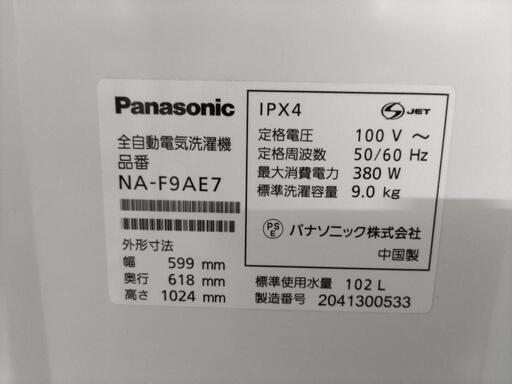 Panasonic
全自動電気洗濯機
品番
NA-F9AE7
外形寸法
幅 599 mm
奥行 618 mm
高さ 1024 mm
IPX4
S JET
定格電圧 100 V ～
定格周波数 50/60 Hz
最大消費電力 380 W
標準洗濯容量 9.0 kg
PS E パナソニック株式会社
中国製
標準使用水量 102 L
製造番号 2041300533